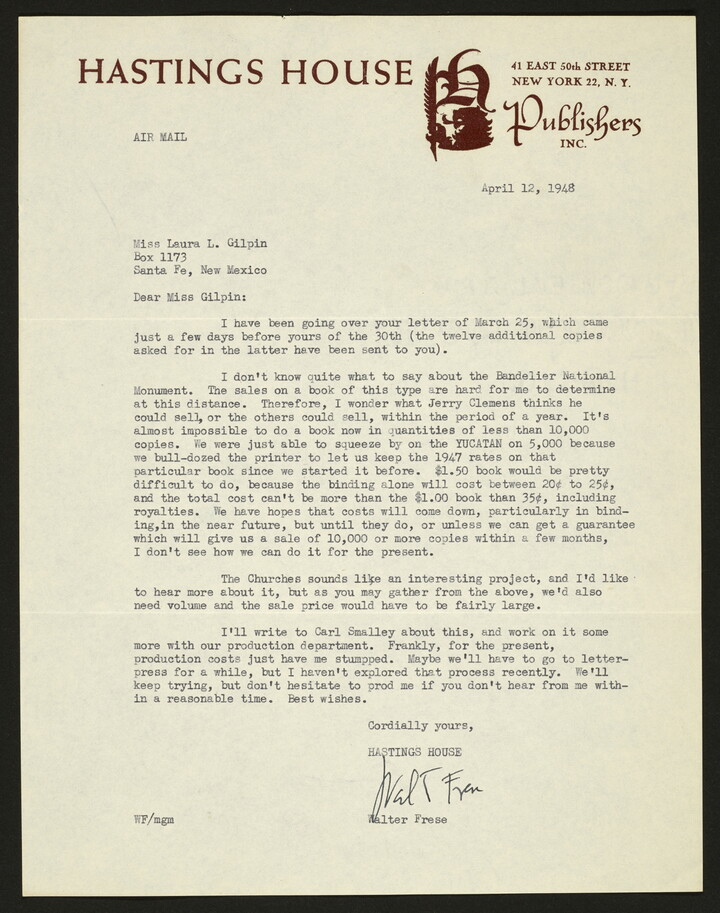 HASTINGS HOUSE
41 EAST 50th STREET
NEW YORK 22, N. Y.
Publishers
INC.
AIR MAIL
April 12, 1948
Miss Laura L. Gilpin
Box 1173
Santa Fe, New Mexico
Dear Miss Gilpin:
I have been going over your letter of March 25, which came
just a few days before yours of the 30th (the twelve additional copies
asked for in the latter have been sent to you).
I don't know quite what to say about the Bandelier National
Monument. The sales on a book of this type are hard for me to determine
at this distance. Therefore, I wonder what Jerry Clemens thinks he
could sell, or the others could sell, within the period of a year. It's
almost impossible to do a book now in quantities of less than 10,000
copies. We were just able to squeeze by on the YUCATAN on 5,000 because
we bull-dozed the printer to let us keep the 1947 rates on that
particular book since we started it before. $1.50 book would be pretty
difficult to do, because the binding alone will cost between 20¢ to 25¢,
and the total cost can't be more than the $1.00 book than 35¢, including
royalties. We have hopes that costs will come down, particularly in bind-
ing,in the near future, but until they do, or unless we can get a guarantee
which will give us a sale of 10,000 or more copies within a few months,
I don't see how we can do it for the present.
The Churches sounds like an interesting project, and I'd like
to hear more about it, but as you may gather from the above, we'd also
need volume and the sale price would have to be fairly large.
I'll write to Carl Smalley about this, and work on it some
more with our production department. Frankly, for the present,
production costs just have me stumpped. Maybe we'll have to go to letter-
press for a while, but I haven't explored that process recently. We'll
keep trying, but don't hesitate to prod me if you don't hear from me with-
in a reasonable time. Best wishes.
Cordially yours,
HASTINGS HOUSE
Walt Frese
WF/mgm
Walter Frese